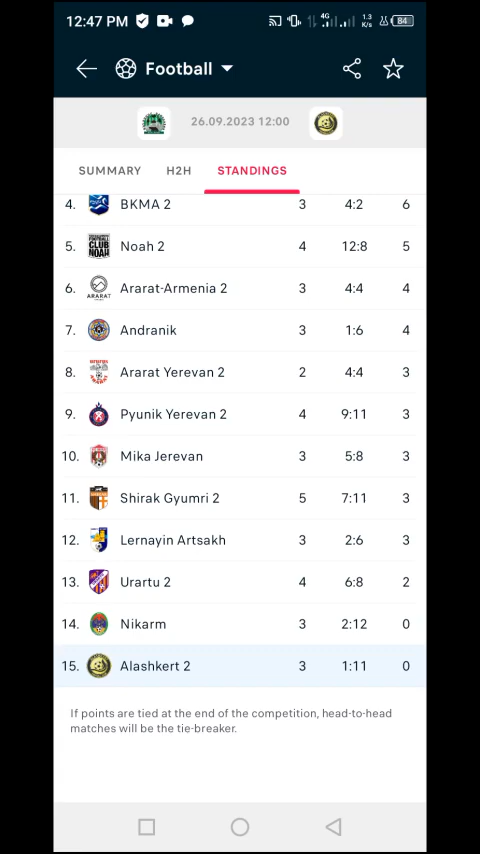 12:47 PM 4G 1.3 K/s 84
Football
26.09.2023 12:00
SUMMARY H2H STANDINGS
4. BKMA 2 3 4:2 6
5. FOOTBALL CLUB NOAH Noah 2 4 12:8 5
6. ARARAT Ararat-Armenia 2 3 4:4 4
7. Andranik 3 1:6 4
8. Ararat Yerevan 2 2 4:4 3
9. Pyunik Yerevan 2 4 9:11 3
10. Mika Jerevan 3 5:8 3
11. Shirak Gyumri 2 5 7:11 3
12. Lernayin Artsakh 3 2:6 3
13. Urartu 2 4 6:8 2
14. Nikarm 3 2:12 0
15. Alashkert 2 3 1:11 0
If points are tied at the end of the competition, head-to-head
matches will be the tie-breaker.